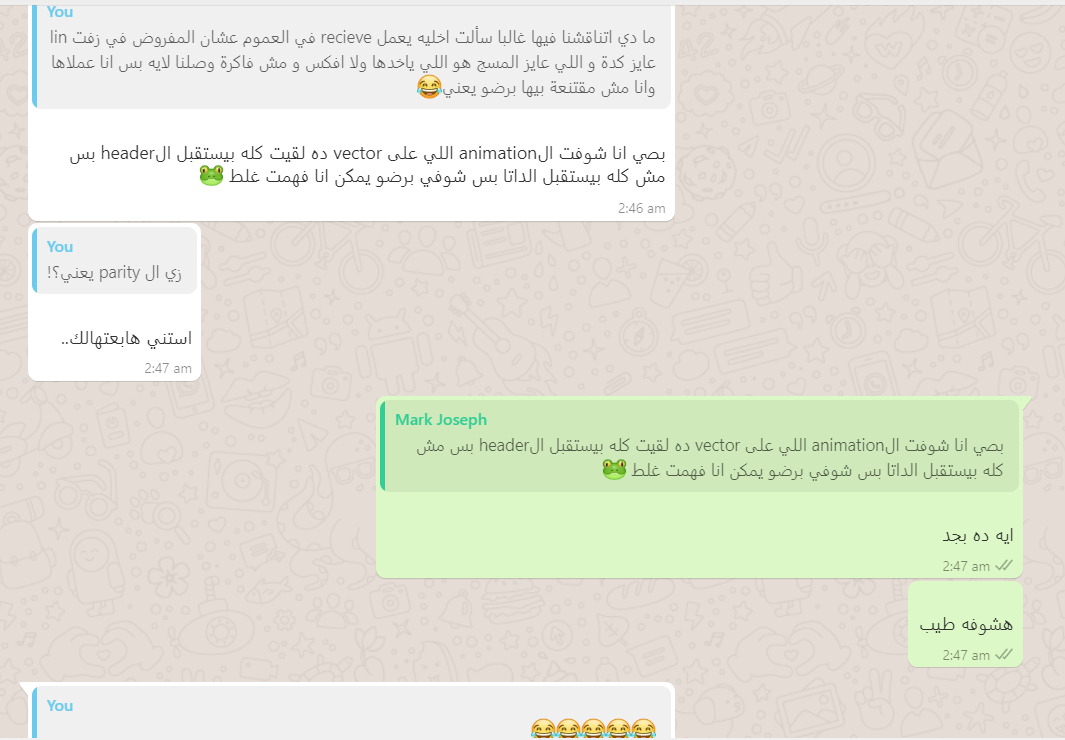 You
ما دي اتناقشنا فيها غالبا سألت اخليه يعمل recieve في العموم عشان المفروض في زفت lin
عايز كدة و اللي عايز المسج هو اللي ياخدها ولا افكس و مش فاكرة وصلنا لايه بس انا عملاها
وانا مش مقتنعة بيها برضو يعني😂
بصي انا شوفت الanimation اللي على vector ده لقيت كله بيستقبل الheader بس
مش كله بيستقبل الداتا بس شوفي برضو يمكن انا فهمت غلط 🐸
2:46 am
You
زي ال parity يعني؟!
استني هابعتهالك..
2:47 am
Mark Joseph
بصي انا شوفت الanimation اللي على vector ده لقيت كله بيستقبل الheader بس مش
كله بيستقبل الداتا بس شوفي برضو يمكن انا فهمت غلط 🐸
ايه ده بجد
2:47 am
هشوفه طيب
2:47 am
You
😂😂😂😂😂